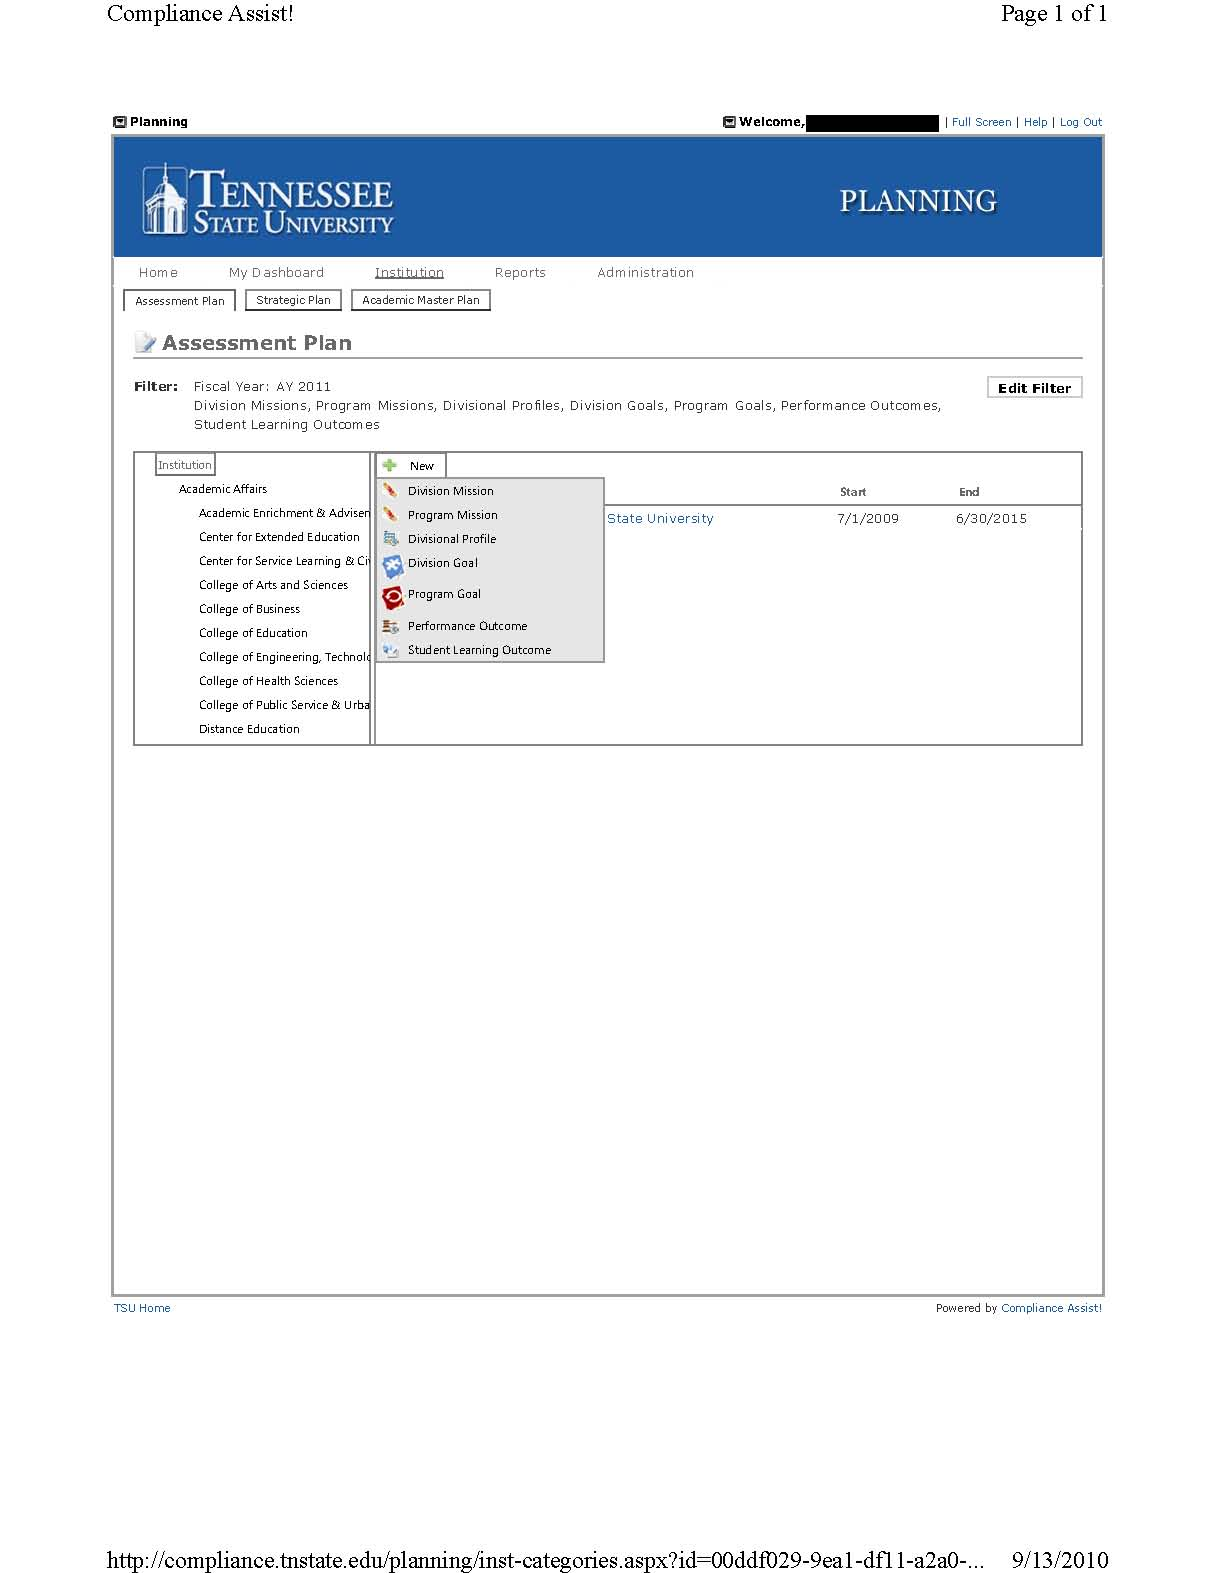 Compliance Assist! Page 1 of 1
Planning Welcome, | Full Screen | Help | Log Out
TENNESSEE
STATE UNIVERSITY
PLANNING
Home My Dashboard Institution Reports Administration
Assessment Plan Strategic Plan Academic Master Plan
Assessment Plan
Filter: Fiscal Year: AY 2011 Edit Filter
Division Missions, Program Missions, Divisional Profiles, Division Goals, Program Goals, Performance Outcomes,
Student Learning Outcomes
Institution
Academic Affairs
Academic Enrichment & Advisen
Center for Extended Education
Center for Service Learning & Civ
College of Arts and Sciences
College of Business
College of Education
College of Engineering, Technolo
College of Health Sciences
College of Public Service & Urba
Distance Education
New
Division Mission
Program Mission
Divisional Profile
Division Goal
Program Goal
Performance Outcome
Student Learning Outcome
Start End
State University 7/1/2009 6/30/2015
TSU Home Powered by Compliance Assist!
http://compliance.tnstate.edu/planning/inst-categories.aspx?id=00ddf029-9ea1-df11-a2a0-... 9/13/2010